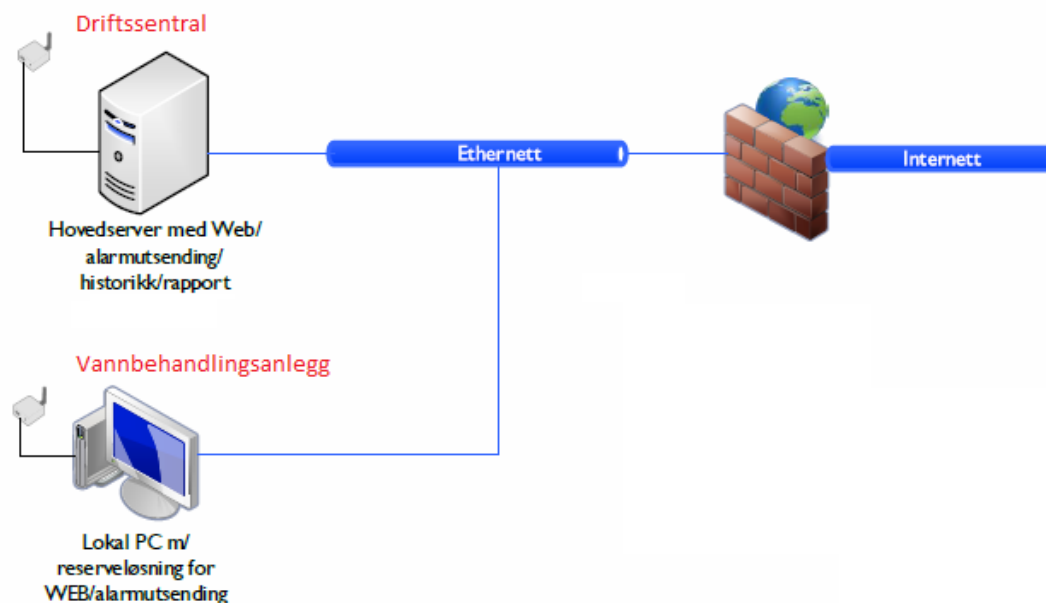 Driftssentral
Ethernett
Internett
Hovedserver med Web/
alarmutsending/
historikk/rapport
Vannbehandlingsanlegg
Lokal PC m/
reserveløsning for
WEB/alarmutsending